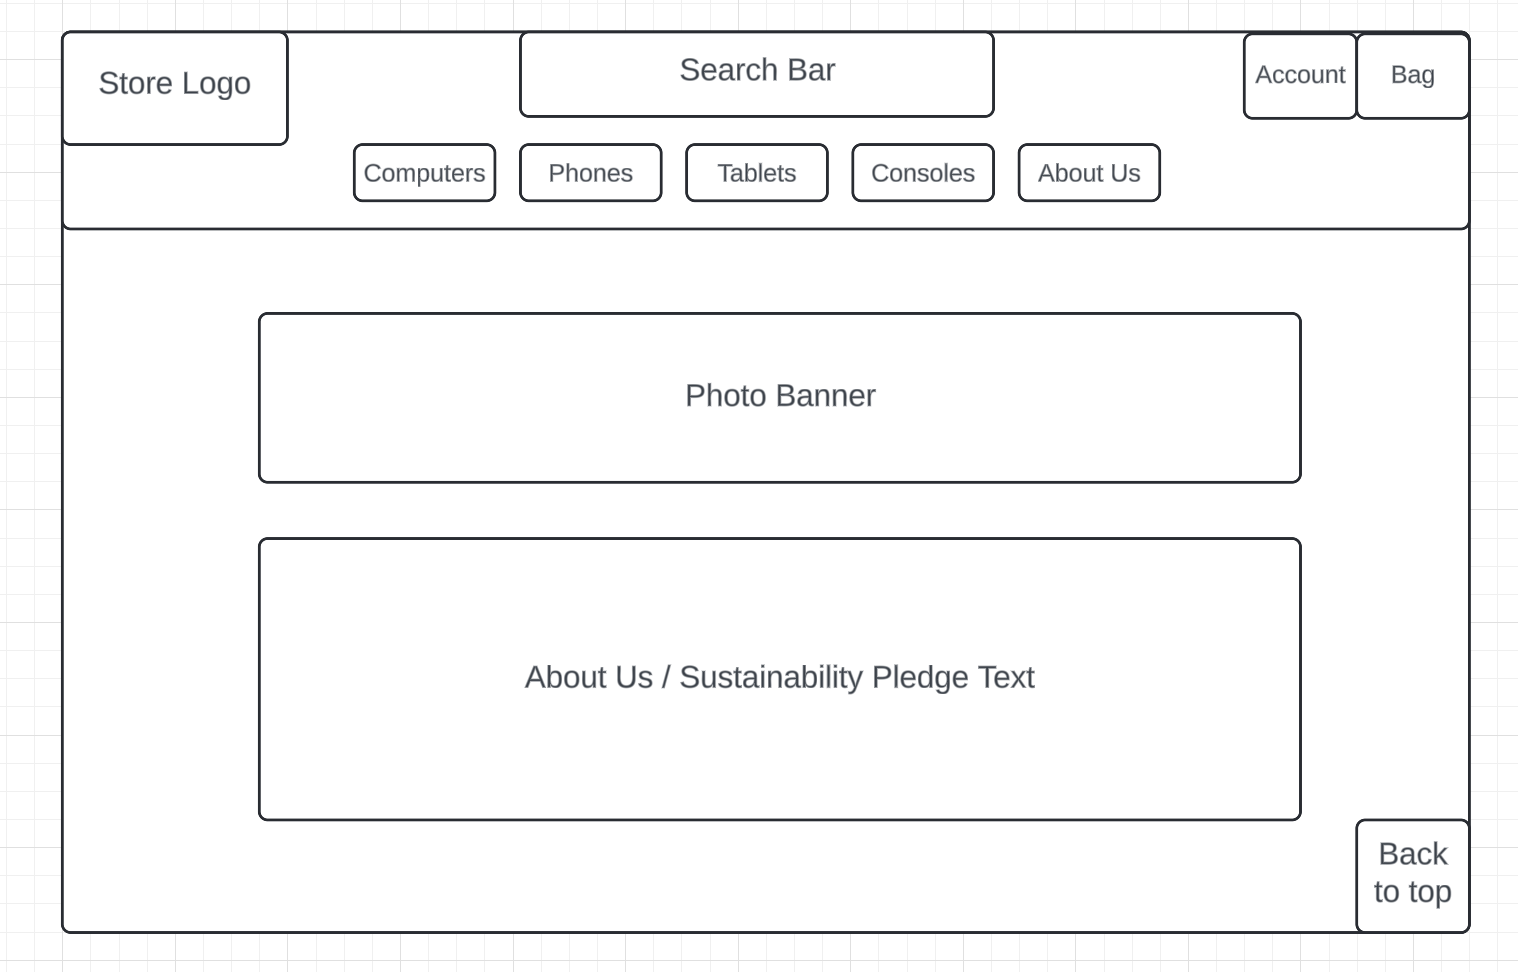 Store Logo
Search Bar
Account
Bag
Computers
Phones
Tablets
Consoles
About Us
Photo Banner
About Us / Sustainability Pledge Text
Back
to top